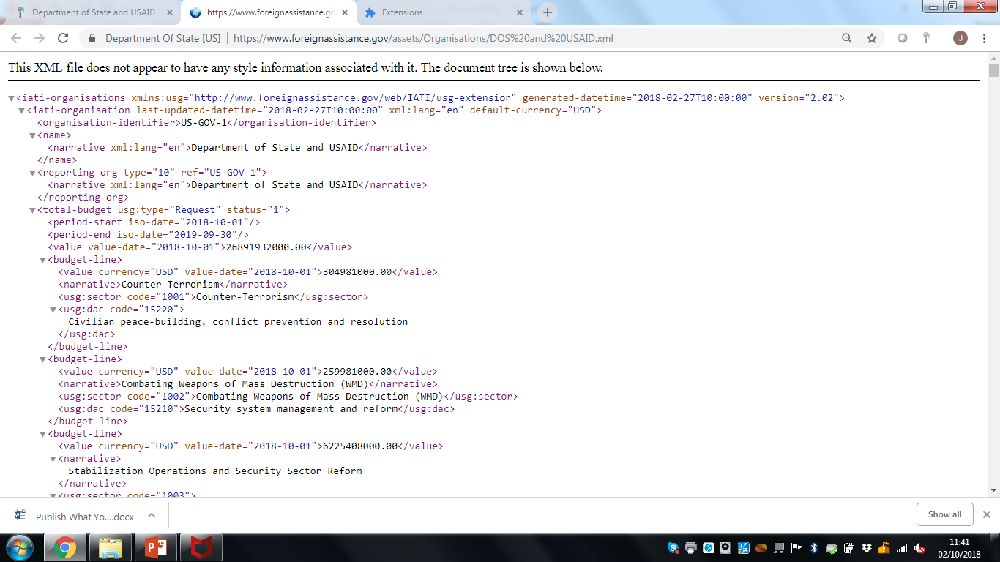 Department of State and USAID
https://www.foreignassistance.gc
Extensions
Department Of State [US] | https://www.foreignassistance.gov/assets/Organisations/DOS%20and%20USAID.xml
J
This XML file does not appear to have any style information associated with it. The document tree is shown below.
▼<iati-organisations xmlns:usg="http://www.foreignassistance.gov/web/IATI/usg-extension" generated-datetime="2018-02-27T10:00:00" version="2.02">
▼<iati-organisation last-updated-datetime="2018-02-27T10:00:00" xml:lang="en" default-currency="USD">
<organisation-identifier>US-GOV-1</organisation-identifier>
▼<name>
<narrative xml:lang="en">Department of State and USAID</narrative>
</name>
▼<reporting-org type="10" ref="US-GOV-1">
<narrative xml:lang="en">Department of State and USAID</narrative>
</reporting-org>
▼<total-budget usg:type="Request" status="1">
<period-start iso-date="2018-10-01"/>
<period-end iso-date="2019-09-30"/>
<value value-date="2018-10-01">26891932000.00</value>
▼<budget-line>
<value currency="USD" value-date="2018-10-01">304981000.00</value>
<narrative>Counter-Terrorism</narrative>
<usg:sector code="1001">Counter-Terrorism</usg:sector>
▼<usg:dac code="15220">
Civilian peace-building, conflict prevention and resolution
</usg:dac>
</budget-line>
▼<budget-line>
<value currency="USD" value-date="2018-10-01">259981000.00</value>
<narrative>Combating Weapons of Mass Destruction (WMD)</narrative>
<usg:sector code="1002">Combating Weapons of Mass Destruction (WMD)</usg:sector>
<usg:dac code="15210">Security system management and reform</usg:dac>
</budget-line>
▼<budget-line>
<value currency="USD" value-date="2018-10-01">6225408000.00</value>
▼<narrative>
Stabilization Operations and Security Sector Reform
</narrative>
▼<usg:sector code="1003">
Publish What Yo....docx
Show all
11:41
02/10/2018